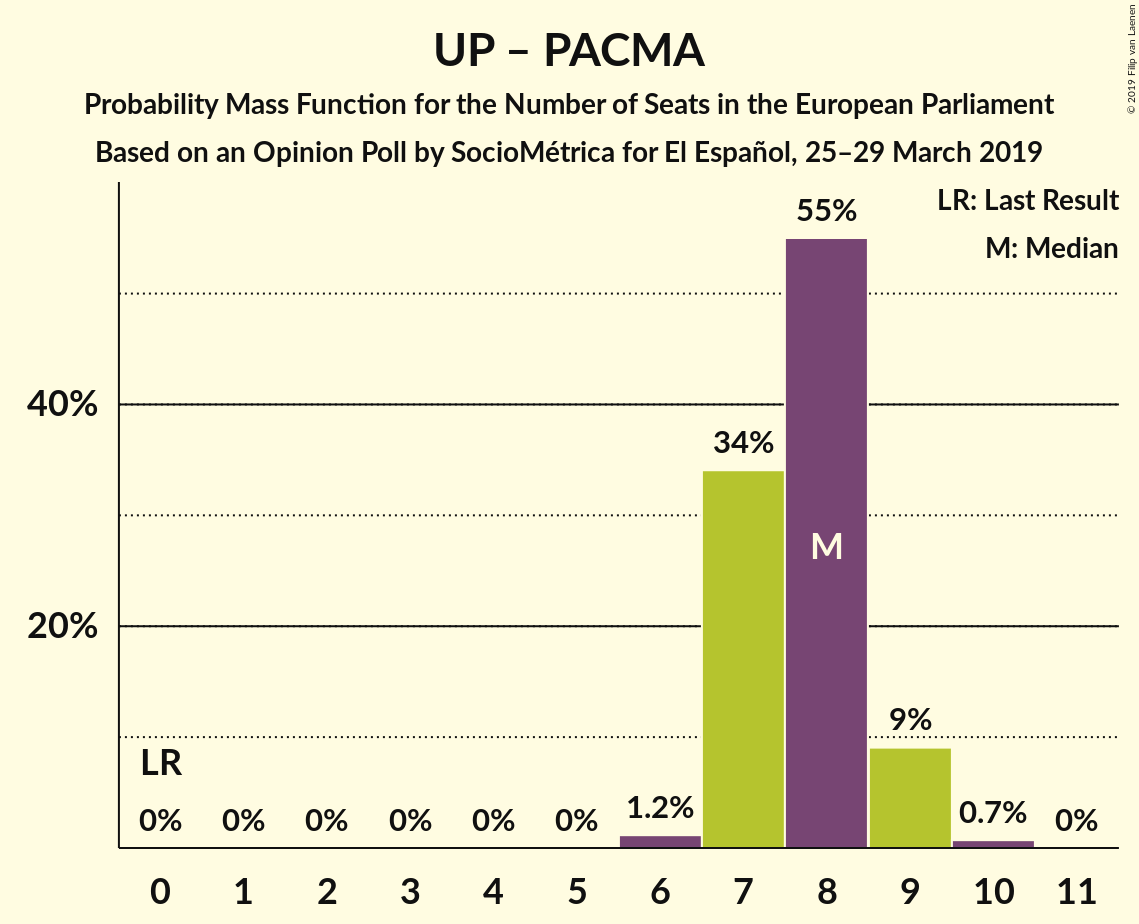 UP – PACMA
Probability Mass Function for the Number of Seats in the European Parliament
Based on an Opinion Poll by SocioMétrica for El Español, 25–29 March 2019
© 2019 Filip van Laenen
LR: Last Result
M: Median
55%
40%
34%
M
20%
9%
LR
0% 0% 0% 0% 0% 0% 1.2% 0.7% 0%
0 1 2 3 4 5 6 7 8 9 10 11